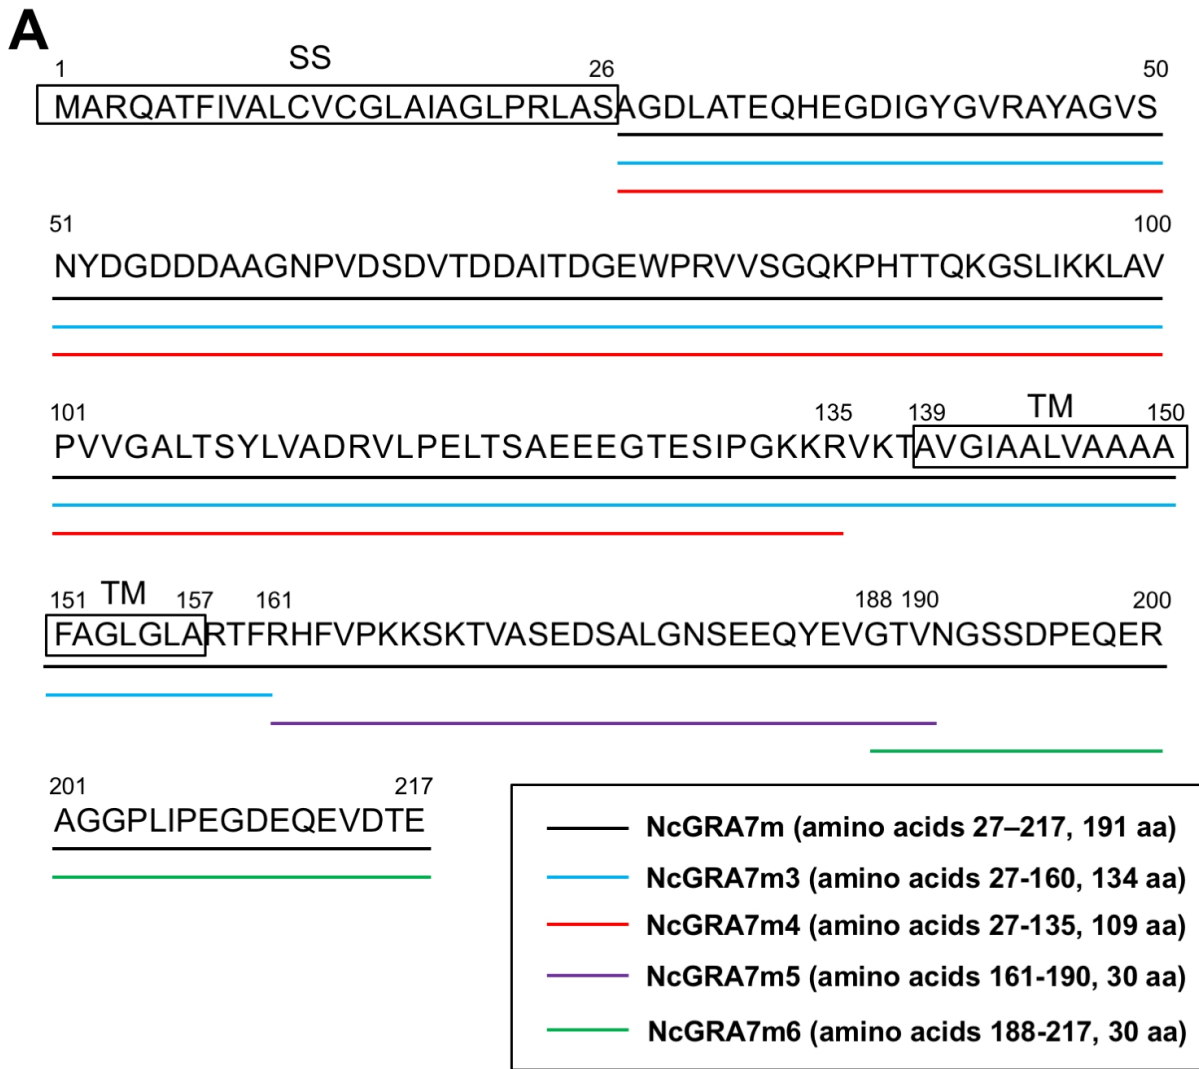 A
SS
1 26 50
MARQATFIVALCVCGLAIAGLPRLASAGDLATEQHEGDIGYGVRAYAGVS
51 100
NYDGDDDAAGNPVDSDVTDDAITDGEWPRVVSGQKPHTTQKGSLIKKLAV
TM
101 135 139 150
PVVGALTSYLVADRVLPELTSAEEEGTESIPGKKRVKTAVGIAALVAAAA
151 TM 157 161 188 190 200
FAGLGLARTFRHFVPKKSKTVASEDSALGNSEEQYEVGTVNGSSDPEQER
201 217
AGGPLIPEGDEQEVDTE
NcGRA7m (amino acids 27–217, 191 aa)
NcGRA7m3 (amino acids 27-160, 134 aa)
NcGRA7m4 (amino acids 27-135, 109 aa)
NcGRA7m5 (amino acids 161-190, 30 aa)
NcGRA7m6 (amino acids 188-217, 30 aa)